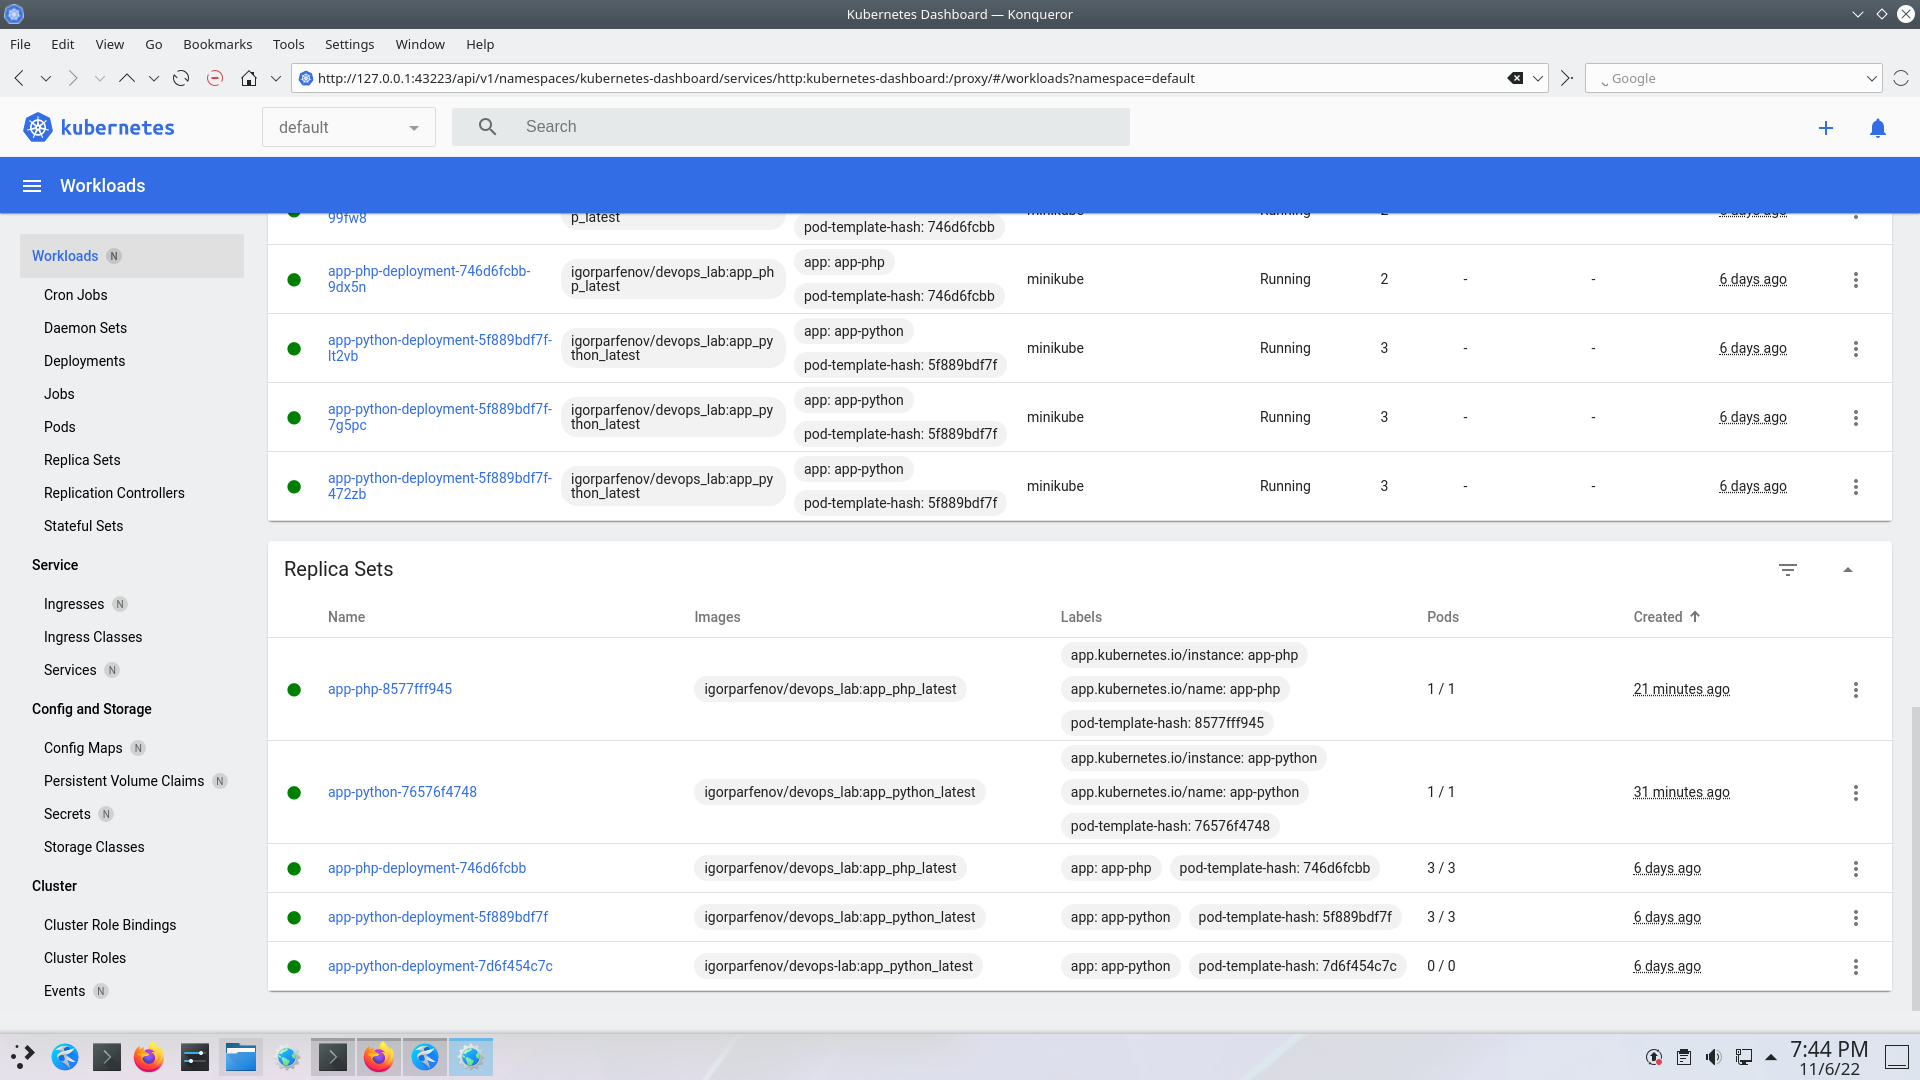 Kubernetes Dashboard — Konqueror
File Edit View Go Bookmarks Tools Settings Window Help
http://127.0.0.1:43223/api/v1/namespaces/kubernetes-dashboard/services/http:kubernetes-dashboard:/proxy/#/workloads?namespace=default
Google
kubernetes
default
Search
Workloads
Workloads N
Cron Jobs
Daemon Sets
Deployments
Jobs
Pods
Replica Sets
Replication Controllers
Stateful Sets
Service
Ingresses N
Ingress Classes
Services N
Config and Storage
Config Maps N
Persistent Volume Claims N
Secrets N
Storage Classes
Cluster
Cluster Role Bindings
Cluster Roles
Events N
99fw8
p_latest
pod-template-hash: 746d6fcbb
minikube
Running
2
6 days ago
app-php-deployment-746d6fcbb-
9dx5n
igorparfenov/devops_lab:app_ph
p_latest
app: app-php
pod-template-hash: 746d6fcbb
minikube
Running
2
-
-
6 days ago
app-python-deployment-5f889bdf7f-
lt2vb
igorparfenov/devops_lab:app_py
thon_latest
app: app-python
pod-template-hash: 5f889bdf7f
minikube
Running
3
-
-
6 days ago
app-python-deployment-5f889bdf7f-
7g5pc
igorparfenov/devops_lab:app_py
thon_latest
app: app-python
pod-template-hash: 5f889bdf7f
minikube
Running
3
-
-
6 days ago
app-python-deployment-5f889bdf7f-
472zb
igorparfenov/devops_lab:app_py
thon_latest
app: app-python
pod-template-hash: 5f889bdf7f
minikube
Running
3
-
-
6 days ago
Replica Sets
Name Images Labels Pods Created
app-php-8577fff945
igorparfenov/devops_lab:app_php_latest
app.kubernetes.io/instance: app-php
app.kubernetes.io/name: app-php
pod-template-hash: 8577fff945
1 / 1
21 minutes ago
app-python-76576f4748
igorparfenov/devops_lab:app_python_latest
app.kubernetes.io/instance: app-python
app.kubernetes.io/name: app-python
pod-template-hash: 76576f4748
1 / 1
31 minutes ago
app-php-deployment-746d6fcbb igorparfenov/devops_lab:app_php_latest app: app-php pod-template-hash: 746d6fcbb 3 / 3 6 days ago
app-python-deployment-5f889bdf7f igorparfenov/devops_lab:app_python_latest app: app-python pod-template-hash: 5f889bdf7f 3 / 3 6 days ago
app-python-deployment-7d6f454c7c igorparfenov/devops-lab:app_python_latest app: app-python pod-template-hash: 7d6f454c7c 0 / 0 6 days ago
7:44 PM
11/6/22